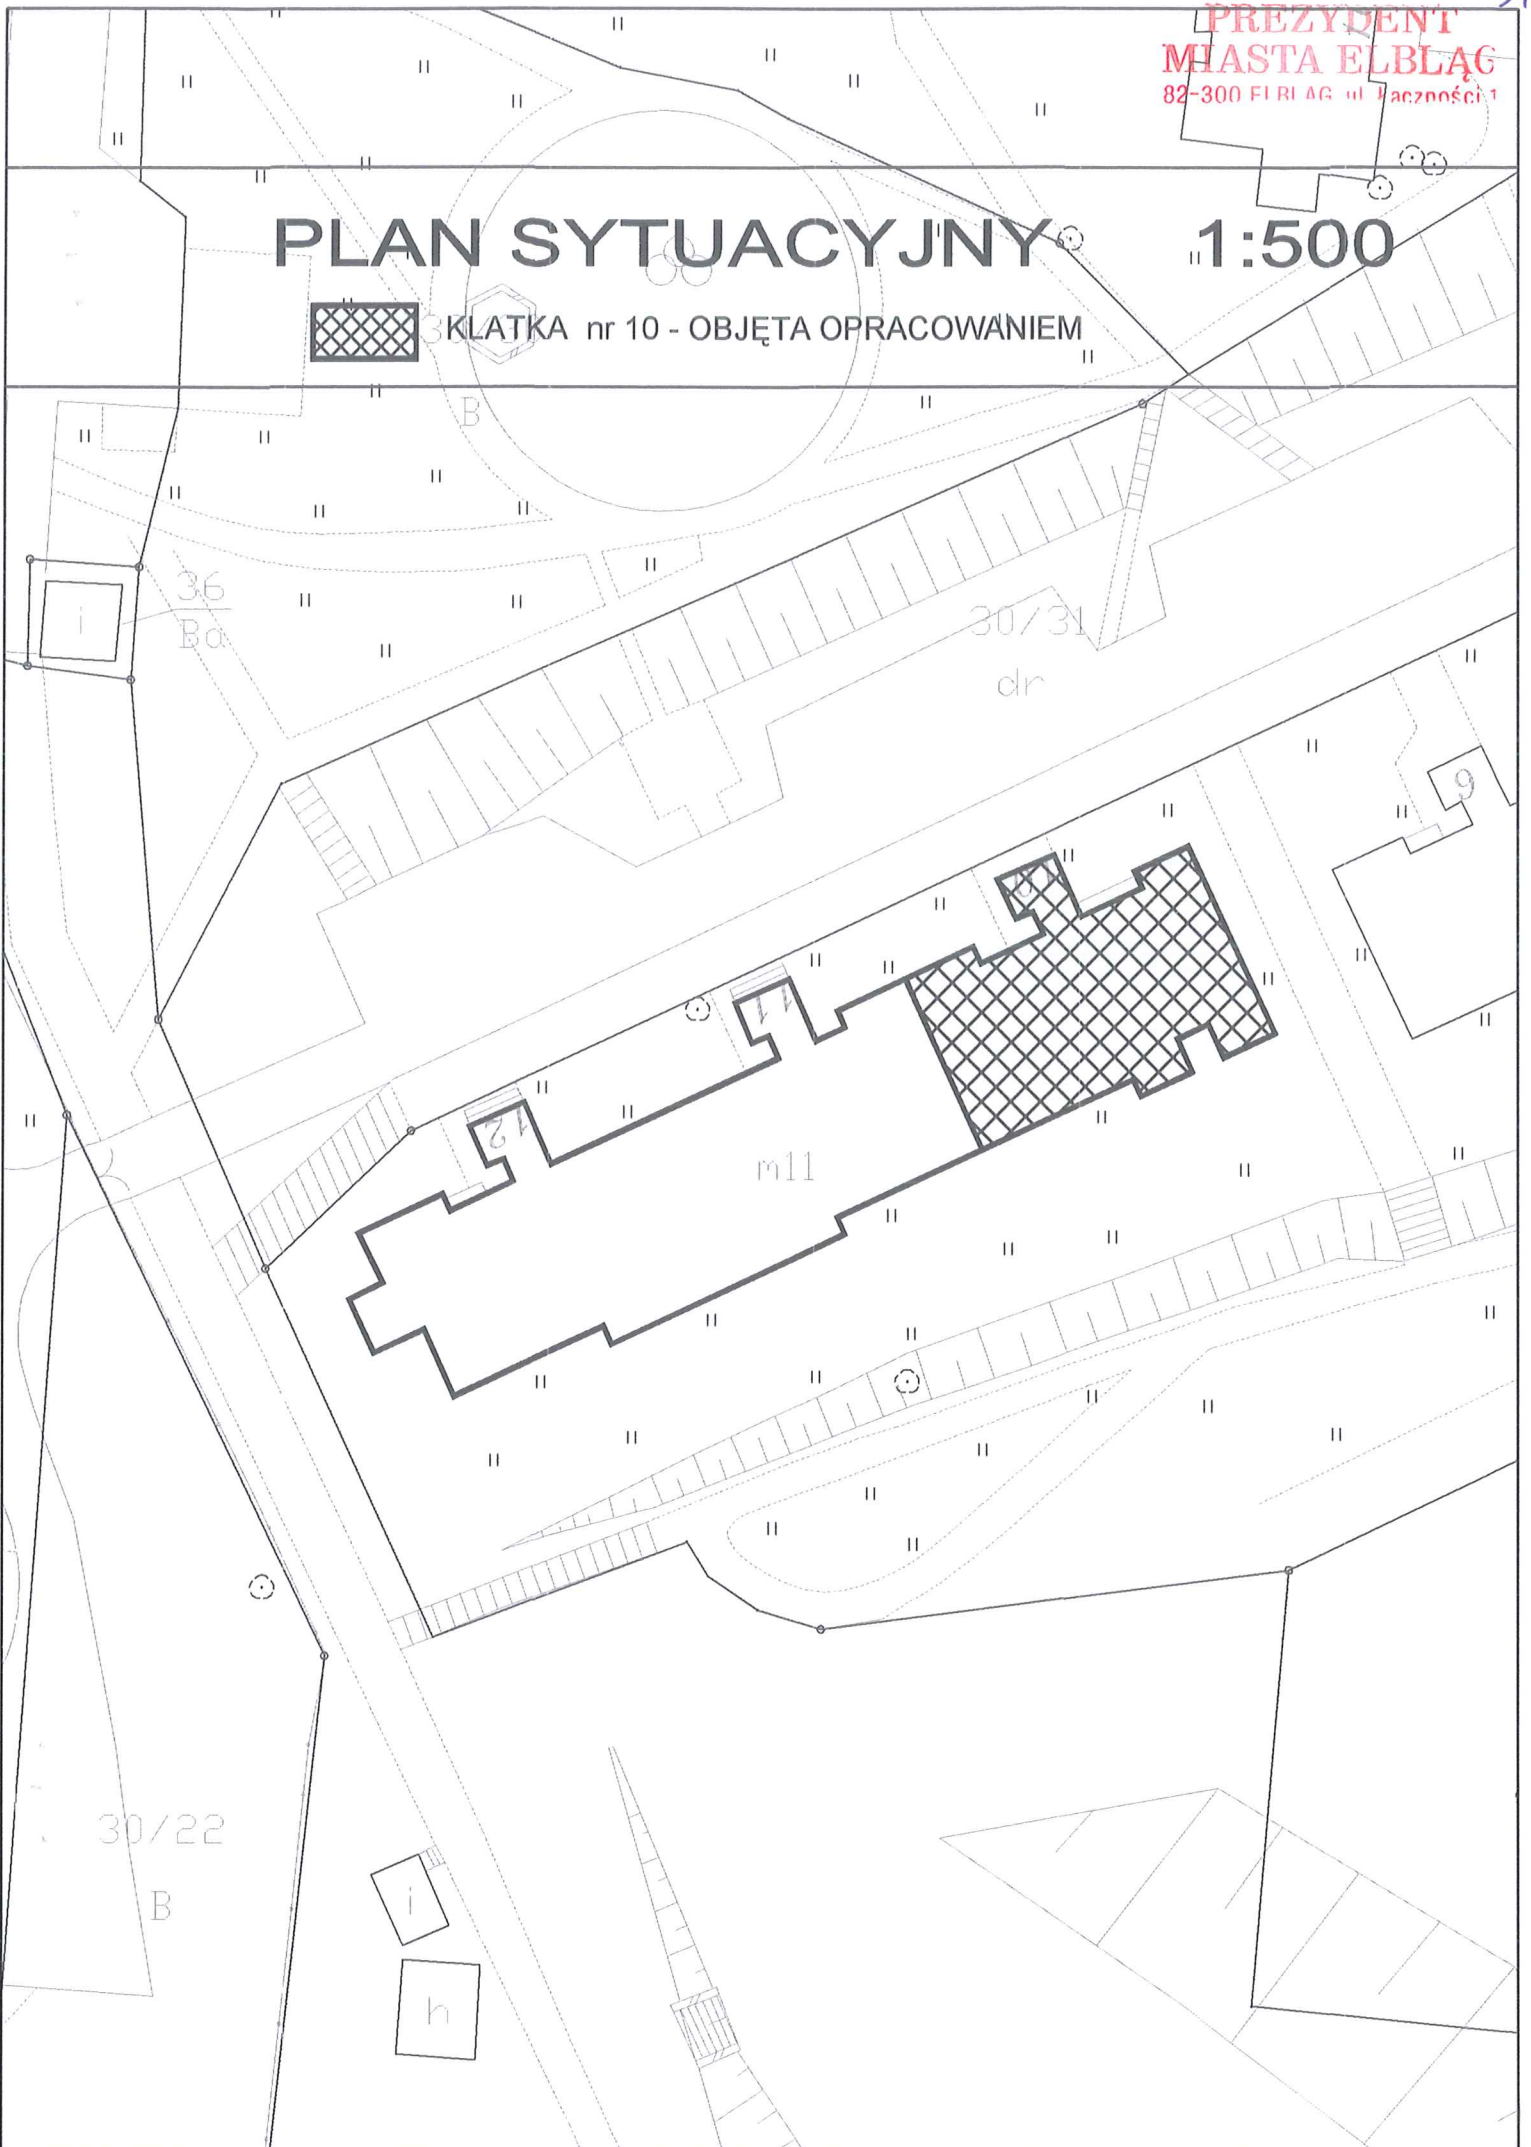 PREZYDENT
MIASTA ELBLĄG
82-300 ELBLĄG, ul. Łączności 1
PLAN SYTUACYJNY 1:500
KLATKA nr 10 - OBJĘTA OPRACOWANIEM
B
36
Ba
i
30/31
dr
9
10
11
12
m11
30/22
B
i
h